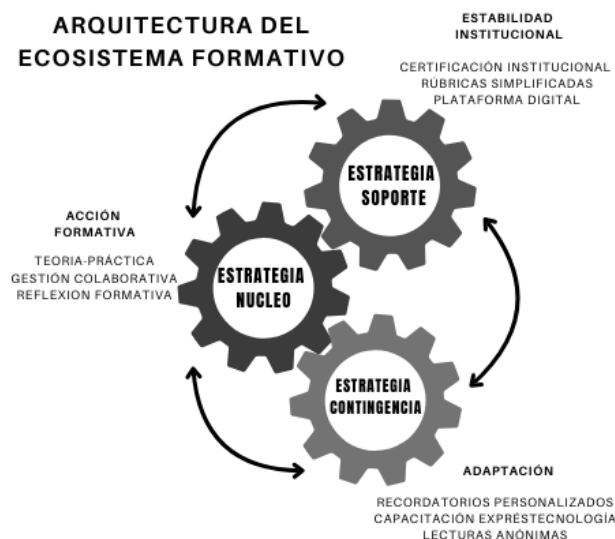 ARQUITECTURA DEL
ECOSISTEMA FORMATIVO
ESTABILIDAD
INSTITUCIONAL
CERTIFICACIÓN INSTITUCIONAL
RÚBRICAS SIMPLIFICADAS
PLATAFORMA DIGITAL
ESTRATEGIA
SOPORTE
ACCIÓN
FORMATIVA
TEORIA-PRÁCTICA
GESTIÓN COLABORATIVA
REFLEXION FORMATIVA
ESTRATEGIA
NUCLEO
ESTRATEGIA
CONTINGENCIA
ADAPTACIÓN
RECORDATORIOS PERSONALIZADOS
CAPACITACIÓN EXPRÉSTECNOLOGÍA
LECTURAS ANÓNIMAS